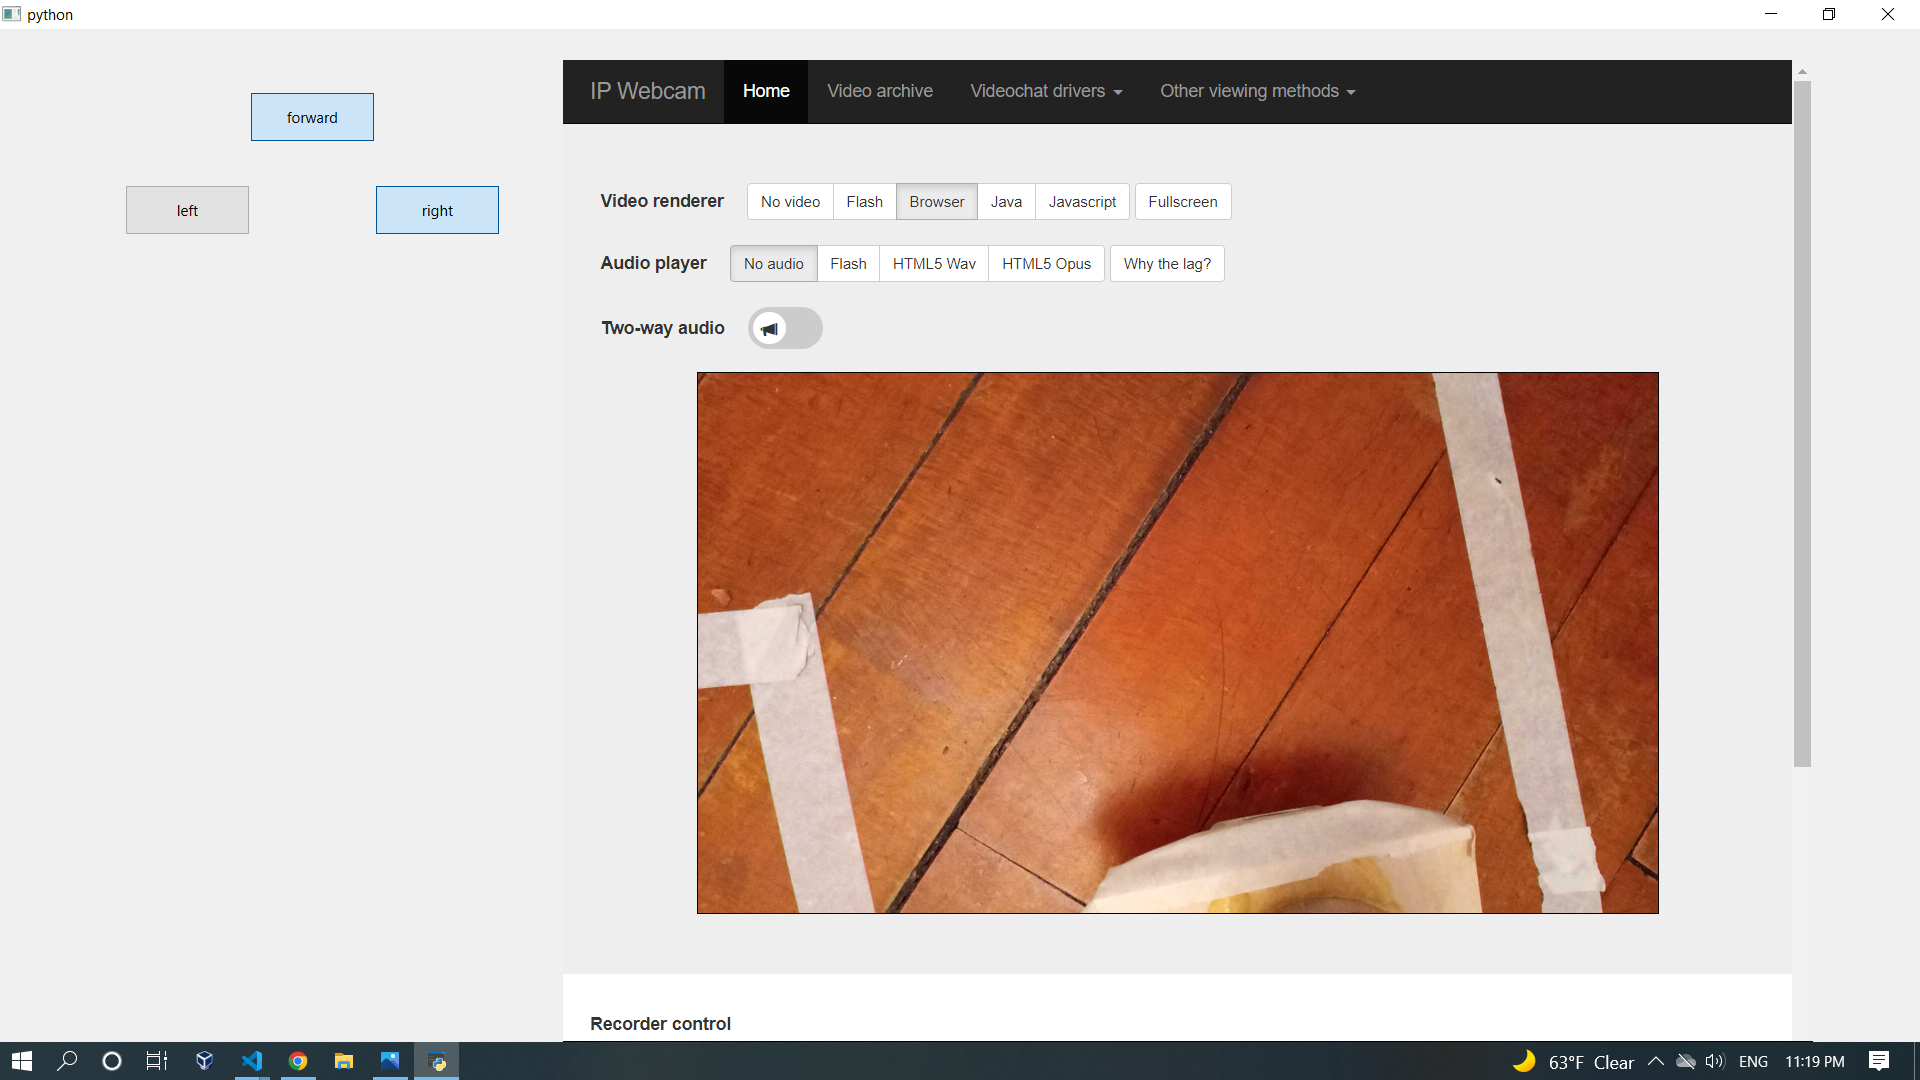 python
forward
left
right
IP Webcam Home Video archive Videochat drivers Other viewing methods
Video renderer No video Flash Browser Java Javascript Fullscreen
Audio player No audio Flash HTML5 Wav HTML5 Opus Why the lag?
Two-way audio
Recorder control
63°F Clear ENG 11:19 PM